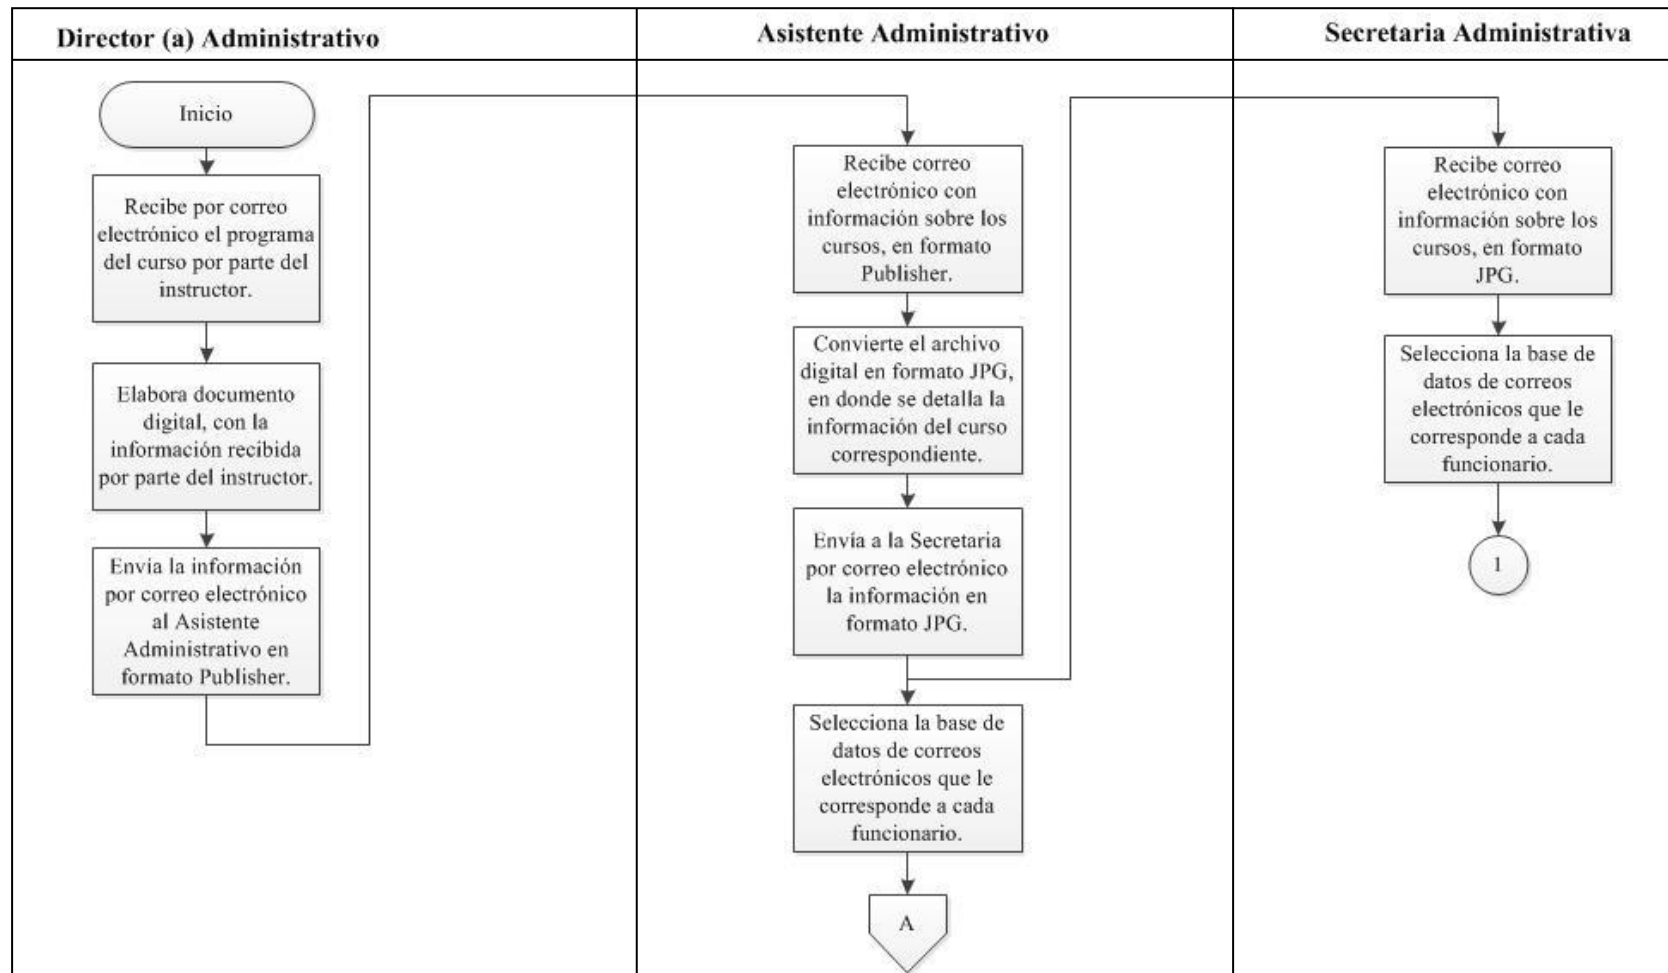 Director (a) Administrativo
Asistente Administrativo
Secretaria Administrativa
Inicio
Recibe por correo
electrónico el programa
del curso por parte del
instructor.
Elabora documento
digital, con la
información recibida
por parte del instructor.
Envía la información
por correo electrónico
al Asistente
Administrativo en
formato Publisher.
Recibe correo
electrónico con
información sobre los
cursos, en formato
Publisher.
Convierte el archivo
digital en formato JPG,
en donde se detalla la
información del curso
correspondiente.
Envía a la Secretaria
por correo electrónico
la información en
formato JPG.
Selecciona la base de
datos de correos
electrónicos que le
corresponde a cada
funcionario.
A
Recibe correo
electrónico con
información sobre los
cursos, en formato
JPG.
Selecciona la base de
datos de correos
electrónicos que le
corresponde a cada
funcionario.
1